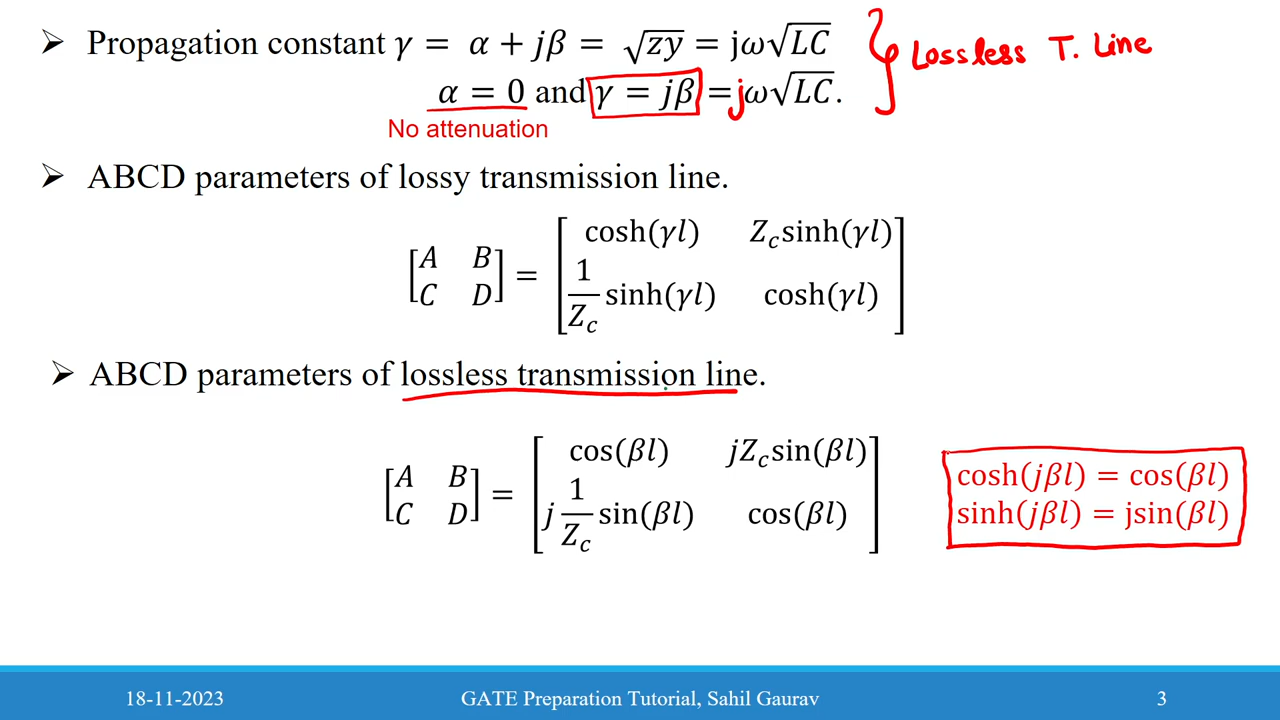 ➢ Propagation constant γ = α + jβ = √zy = jω√LC
Lossless T. Line
α = 0 and γ = jβ = jω√LC.
No attenuation
➢ ABCD parameters of lossy transmission line.
[A B; C D] = [cosh(γl) Z_c sinh(γl); 1/Z_c sinh(γl) cosh(γl)]
➢ ABCD parameters of lossless transmission line.
[A B; C D] = [cos(βl) jZ_c sin(βl); j 1/Z_c sin(βl) cos(βl)]
cosh(jβl) = cos(βl)
sinh(jβl) = jsin(βl)
18-11-2023 GATE Preparation Tutorial, Sahil Gaurav 3